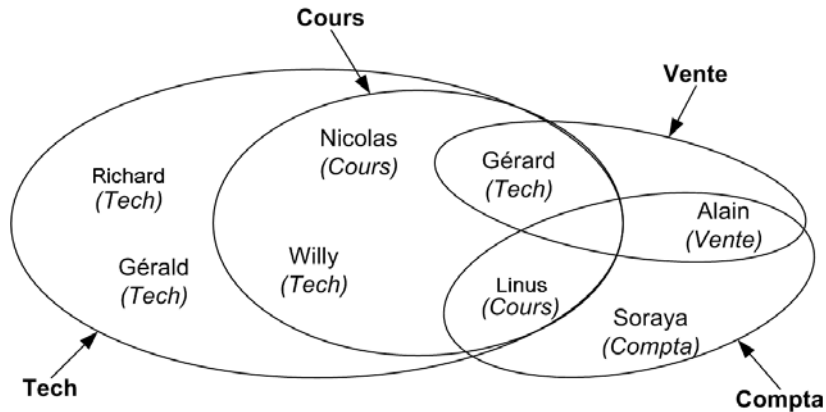 Cours
Vente
Nicolas
(Cours)
Gérard
(Tech)
Richard
(Tech)
Alain
(Vente)
Willy
(Tech)
Gérald
(Tech)
Linus
(Cours)
Soraya
(Compta)
Tech
Compta